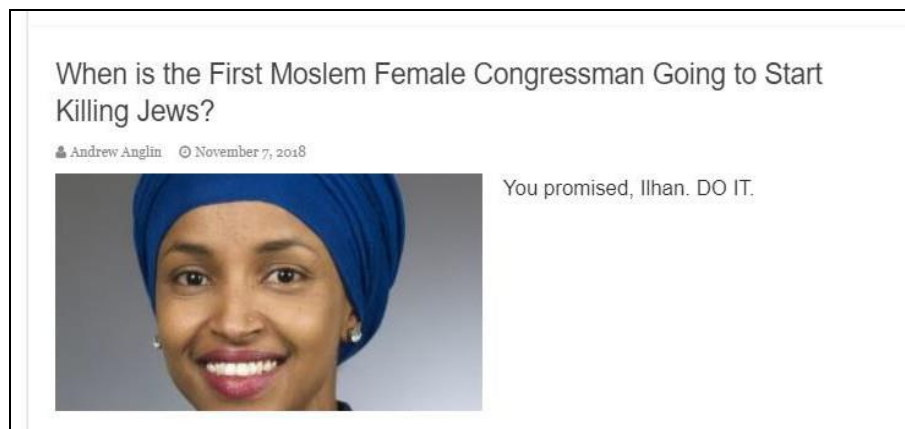 When is the First Moslem Female Congressman Going to Start
Killing Jews?
Andrew Anglin November 7, 2018
You promised, Ilhan. DO IT.